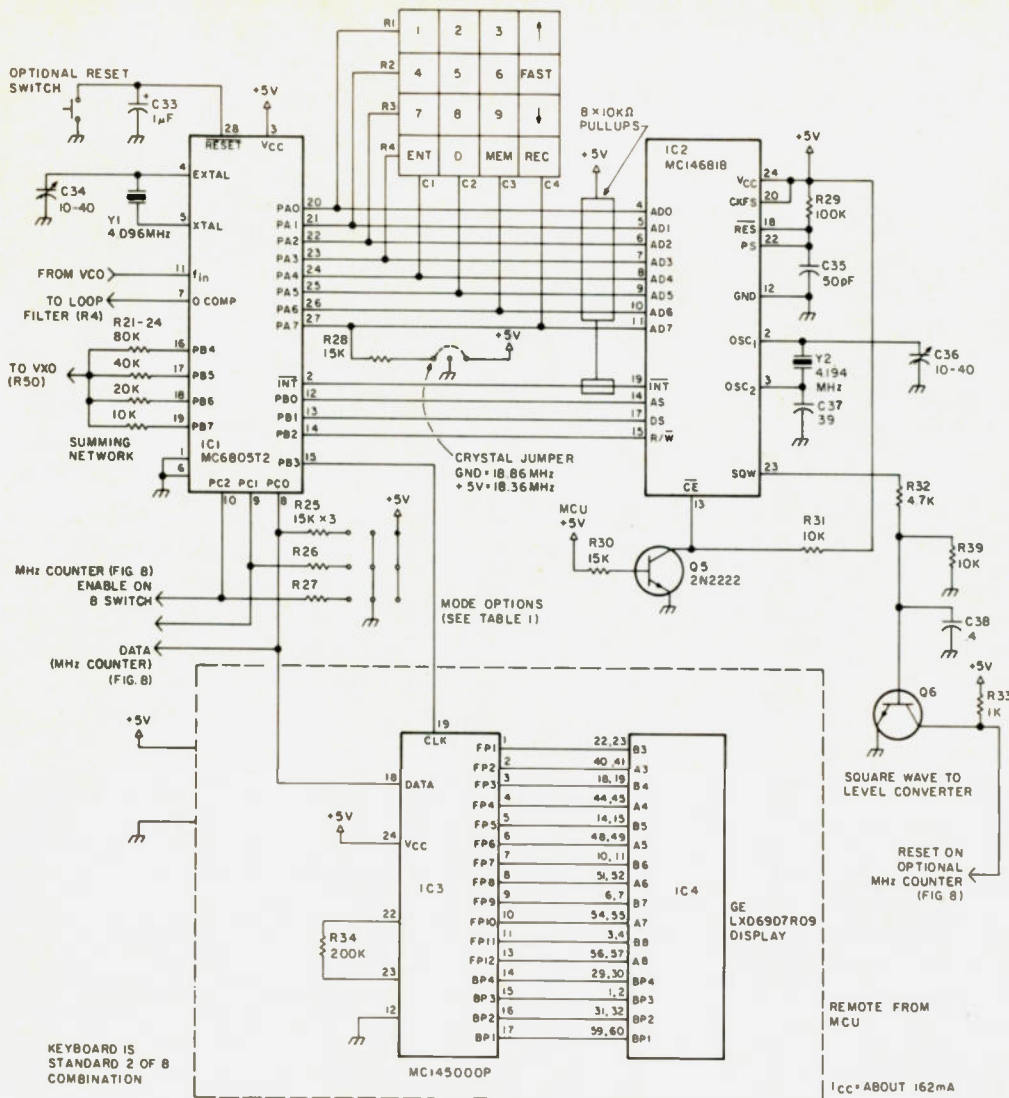 OPTIONAL RESET
SWITCH
C33
1µF
+
+5V
28
3
RESET
VCC
4
EXTAL
C34
10-40
Y1
4.096MHz
5
XTAL
FROM VCO
11
fin
TO LOOP
FILTER (R4)
7
O COMP
R21-24
80K
16
PB4
TO VXO
(R50)
40K
17
PB5
20K
18
PB6
10K
19
PB7
SUMMING
NETWORK
IC1
MC6805T2
1
6
PC2
PC1
PC0
10
9
8
R1
R2
R3
R4
1
2
3
↑
4
5
6
FAST
7
8
9
↓
ENT
0
MEM
REC
C1
C2
C3
C4
PA0
20
PA1
21
PA2
22
PA3
23
PA4
24
PA5
25
PA6
26
PA7
27
INT
2
PB0
12
PB1
13
PB2
14
PB3
15
R28
15K
+5V
CRYSTAL JUMPER
GND = 18.86 MHz
+ 5V = 18.36 MHz
8×10KΩ
PULLUPS
+5V
IC2
MC146818
4
AD0
5
AD1
6
AD2
7
AD3
8
AD4
9
AD5
10
AD6
11
AD7
19
INT
14
AS
17
DS
15
R/W
CE
13
VCC
24
CKFS
20
RES
18
PS
22
GND
12
OSC1
2
OSC2
3
SQW
23
+5V
R29
100K
C35
50pF
Y2
4.194
MHz
C36
10-40
C37
39
R32
4.7K
R39
10K
C38
.4
+5V
R33
1K
Q6
SQUARE WAVE TO
LEVEL CONVERTER
RESET ON
OPTIONAL
MHz COUNTER
(FIG. 8)
MCU
+5V
R30
15K
Q5
2N2222
R31
10K
R25
15K ×3
R26
R27
+5V
MODE OPTIONS
(SEE TABLE 1)
MHz COUNTER (FIG. 8)
ENABLE ON
8 SWITCH
DATA
(MHz COUNTER)
(FIG. 8)
+5V
19
CLK
18
DATA
+5V
24
VCC
IC3
22
R34
200K
23
12
MC145000P
FP1
1
22, 23
B3
FP2
2
40, 41
A3
FP3
3
18, 19
B4
FP4
4
44, 45
A4
FP5
5
14, 15
B5
FP6
6
48, 49
A5
FP7
7
10, 11
B6
FP8
8
51, 52
A6
FP9
9
6, 7
B7
FP10
10
54, 55
A7
FP11
11
3, 4
B8
FP12
13
56, 57
A8
BP4
14
29, 30
BP4
BP3
15
1, 2
BP3
BP2
16
31, 32
BP2
BP1
17
59, 60
BP1
IC4
GE
LXD69D7R09
DISPLAY
REMOTE FROM
MCU
KEYBOARD IS
STANDARD 2 OF 8
COMBINATION
ICC = ABOUT 162mA